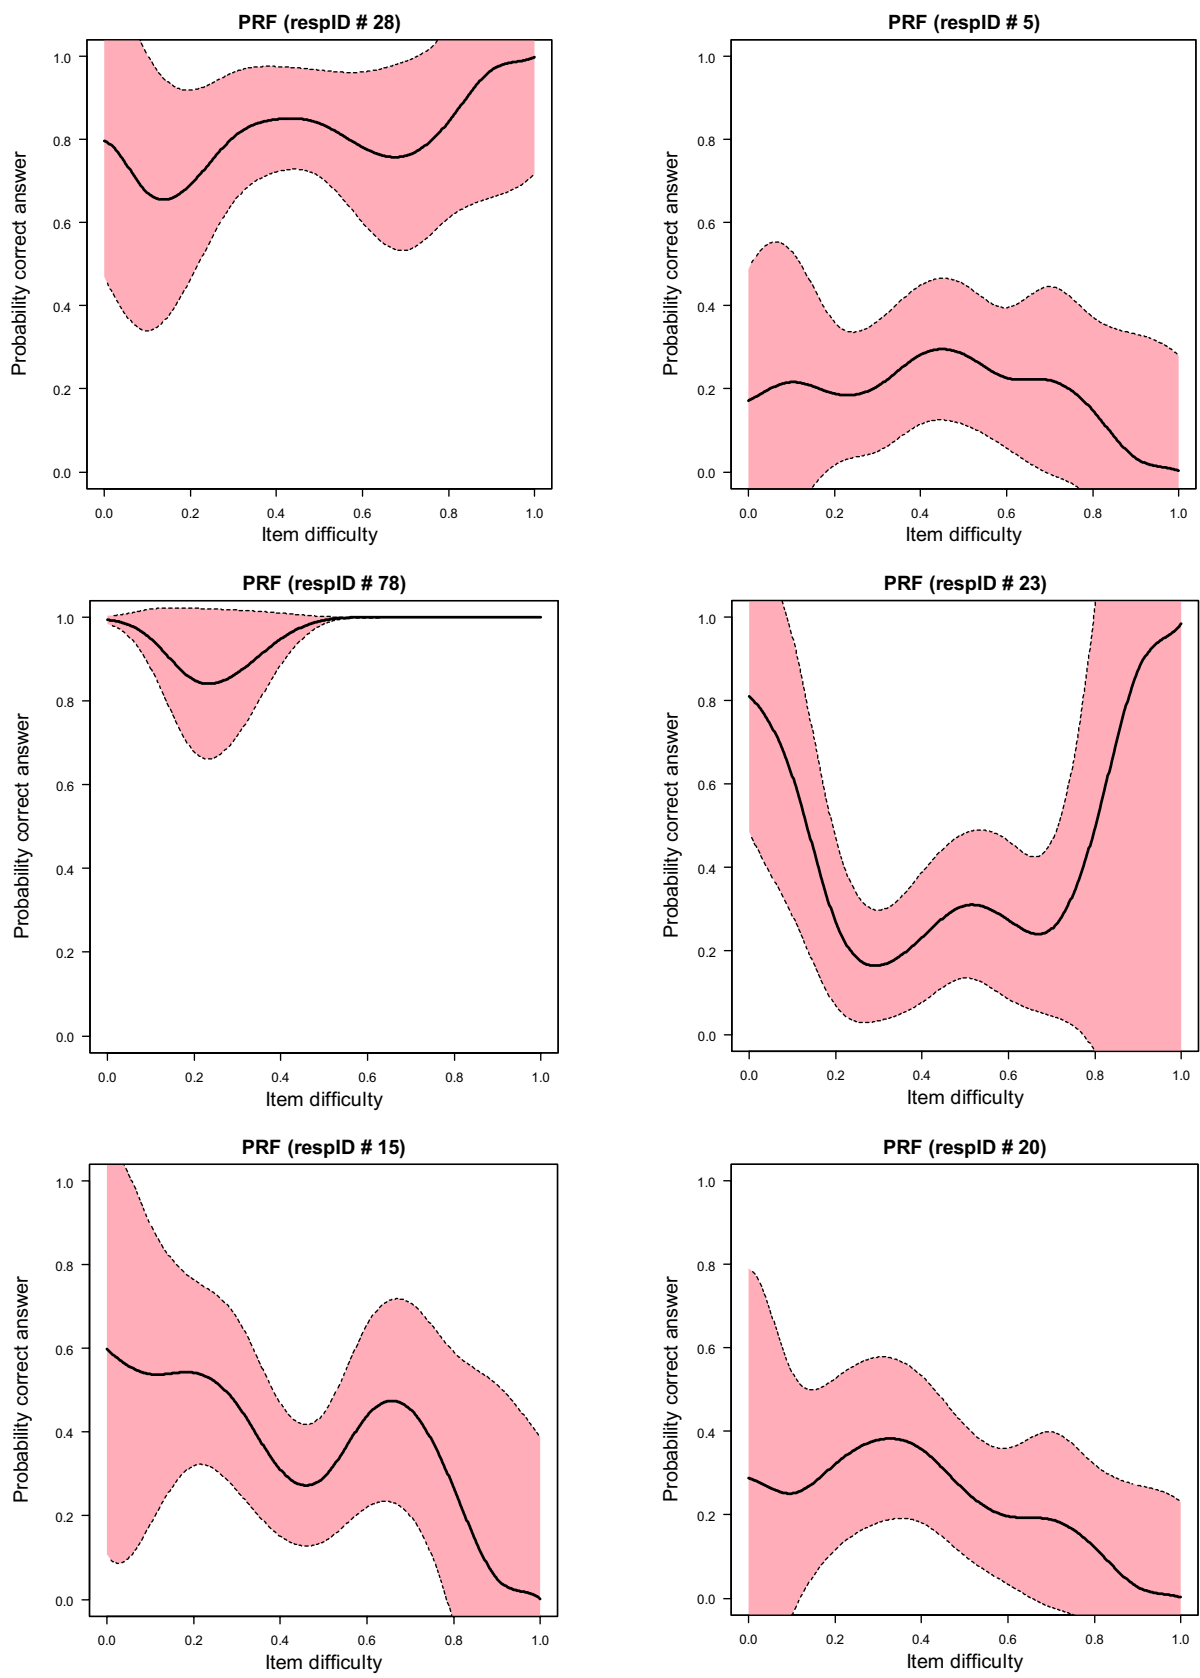 PRF (respID # 28)
Probability correct answer
1.0
0.8
0.6
0.4
0.2
0.0
0.0 0.2 0.4 0.6 0.8 1.0
Item difficulty
PRF (respID # 5)
Probability correct answer
1.0
0.8
0.6
0.4
0.2
0.0
0.0 0.2 0.4 0.6 0.8 1.0
Item difficulty
PRF (respID # 78)
Probability correct answer
1.0
0.8
0.6
0.4
0.2
0.0
0.0 0.2 0.4 0.6 0.8 1.0
Item difficulty
PRF (respID # 23)
Probability correct answer
1.0
0.8
0.6
0.4
0.2
0.0
0.0 0.2 0.4 0.6 0.8 1.0
Item difficulty
PRF (respID # 15)
Probability correct answer
1.0
0.8
0.6
0.4
0.2
0.0
0.0 0.2 0.4 0.6 0.8 1.0
Item difficulty
PRF (respID # 20)
Probability correct answer
1.0
0.8
0.6
0.4
0.2
0.0
0.0 0.2 0.4 0.6 0.8 1.0
Item difficulty